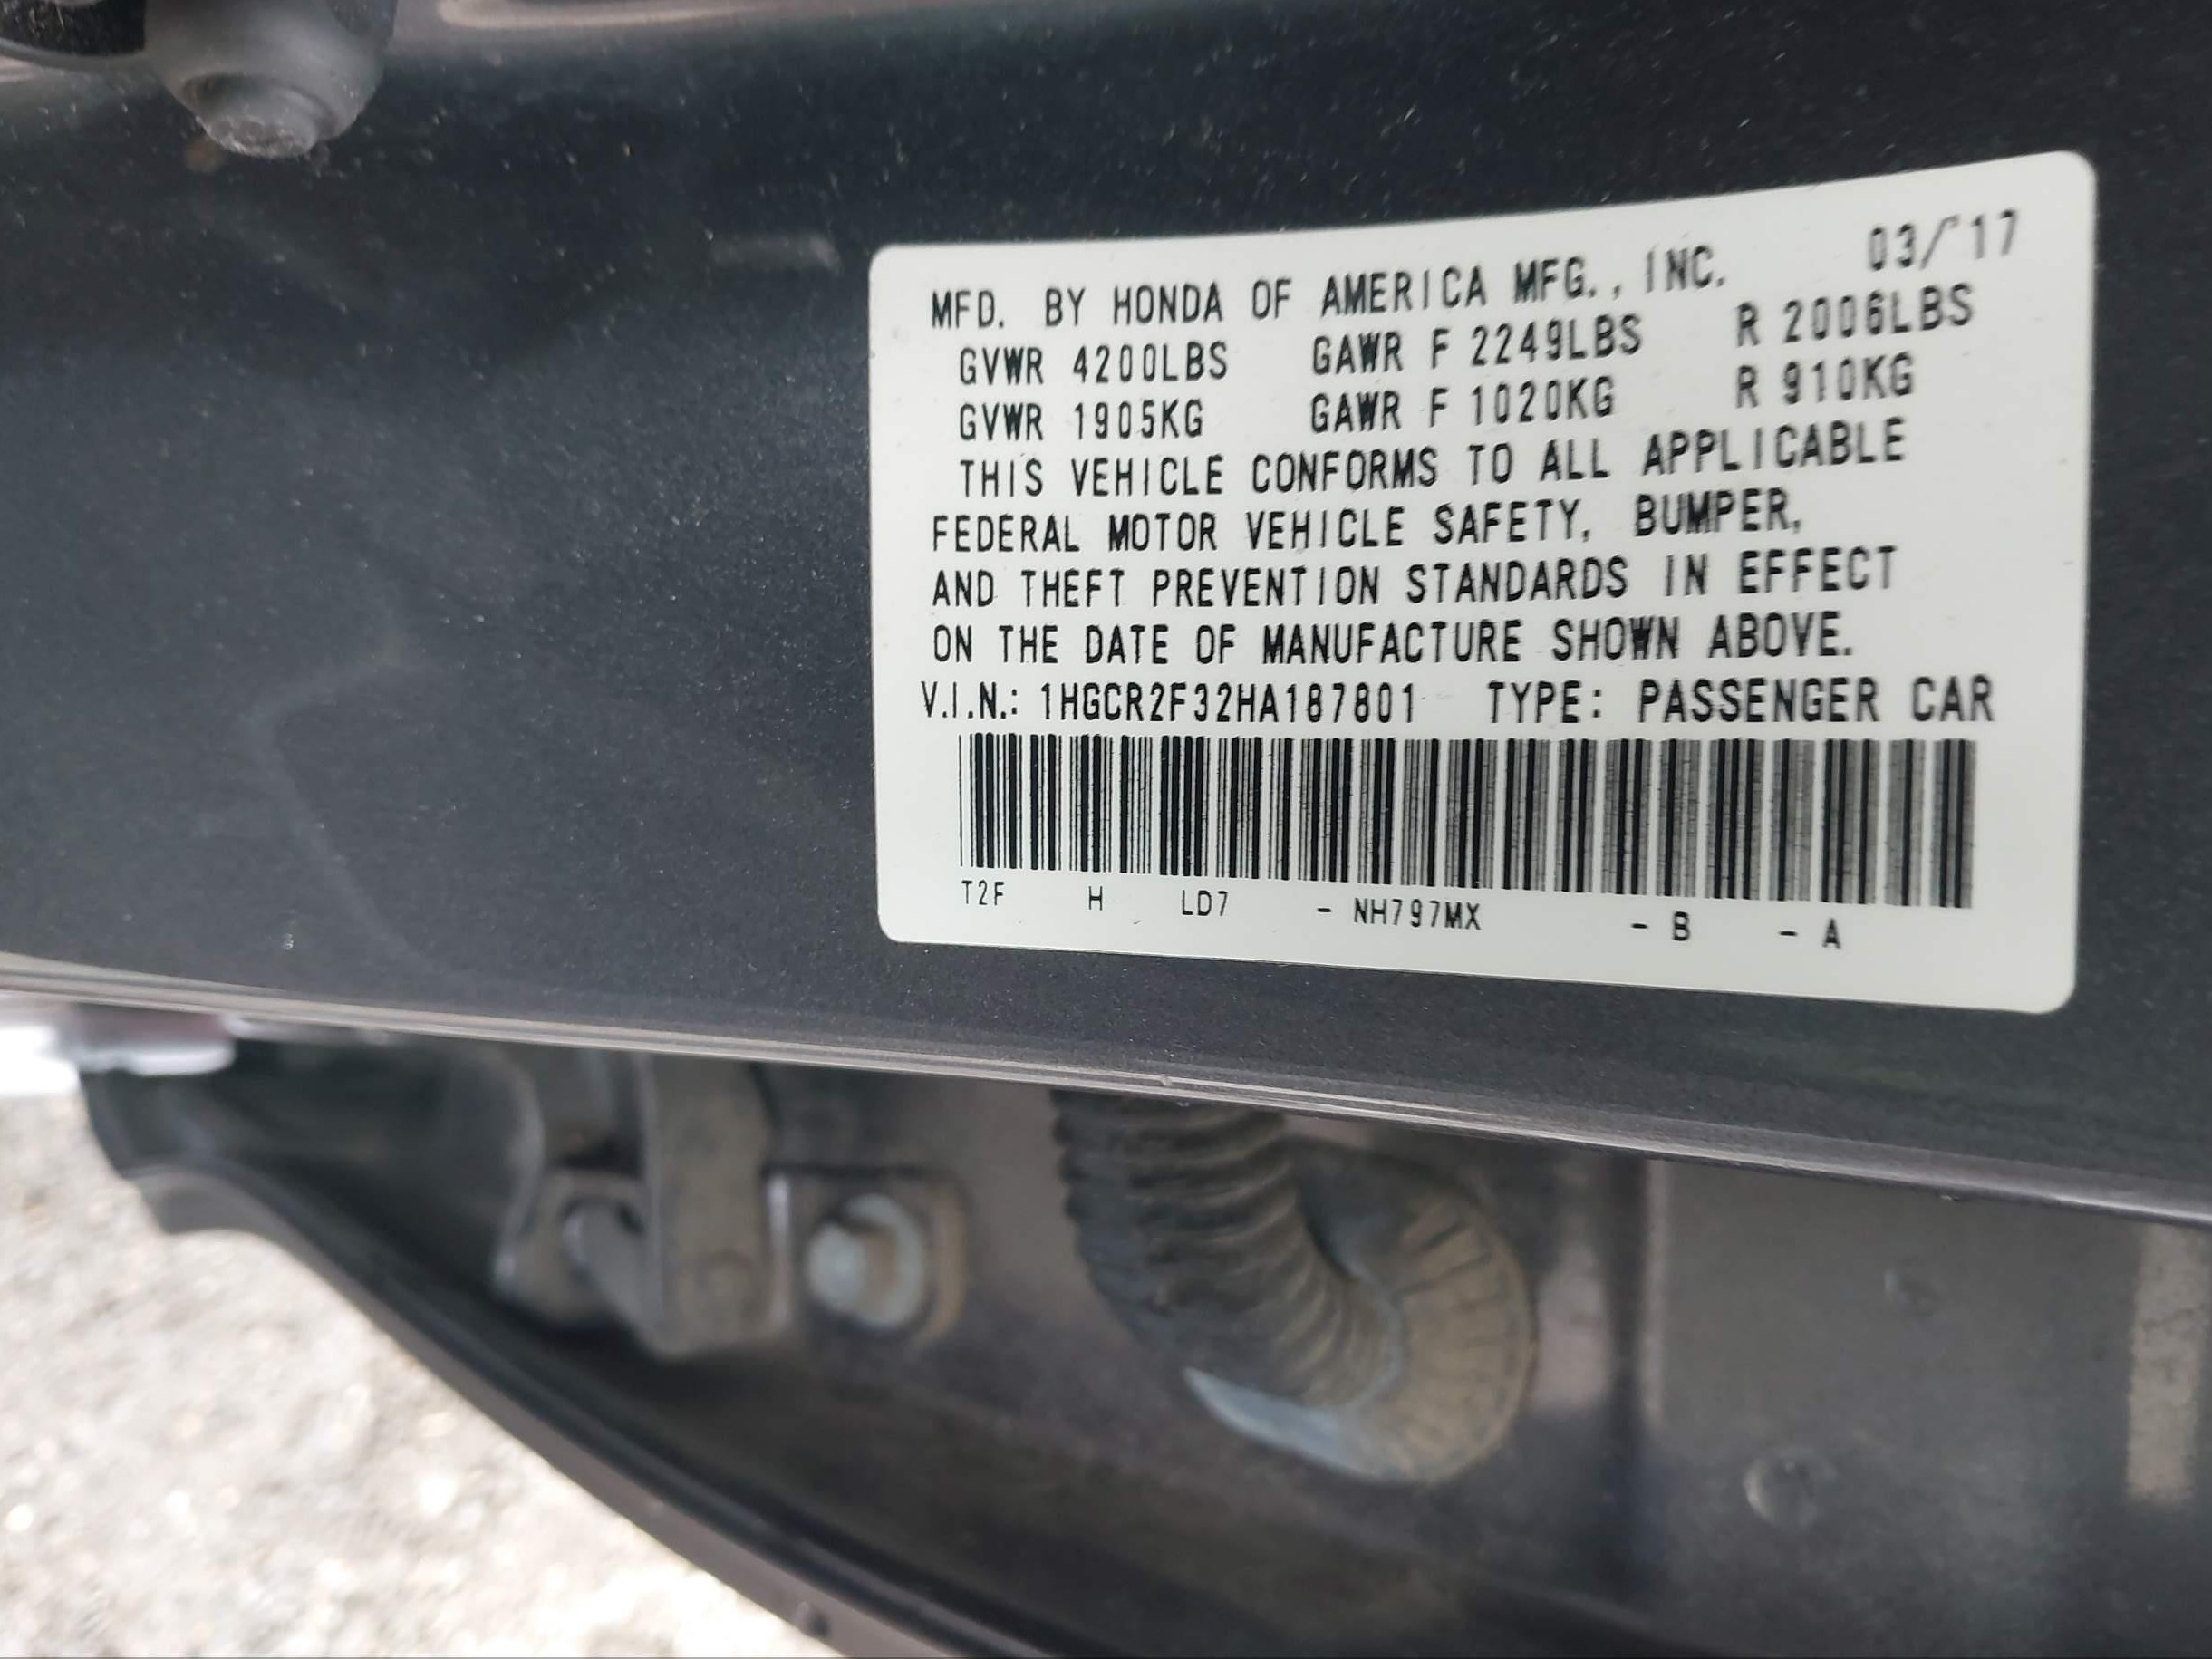 03/'17
MFD. BY HONDA OF AMERICA MFG., INC.
GVWR 4200LBS GAWR F 2249LBS R 2006LBS
GVWR 1905KG GAWR F 1020KG R 910KG
THIS VEHICLE CONFORMS TO ALL APPLICABLE
FEDERAL MOTOR VEHICLE SAFETY, BUMPER,
AND THEFT PREVENTION STANDARDS IN EFFECT
ON THE DATE OF MANUFACTURE SHOWN ABOVE.
V.I.N.: 1HGCR2F32HA187801 TYPE: PASSENGER CAR
T2F H LD7 - NH797MX - B - A